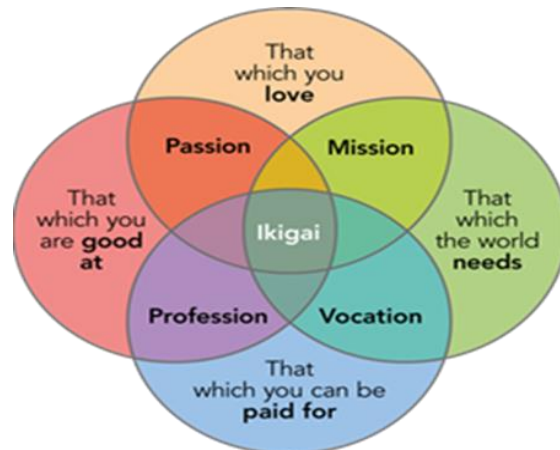 That
which you
love
Passion
Mission
That
which you
are good
at
Ikigai
That
which
the world
needs
Profession
Vocation
That
which you can be
paid for